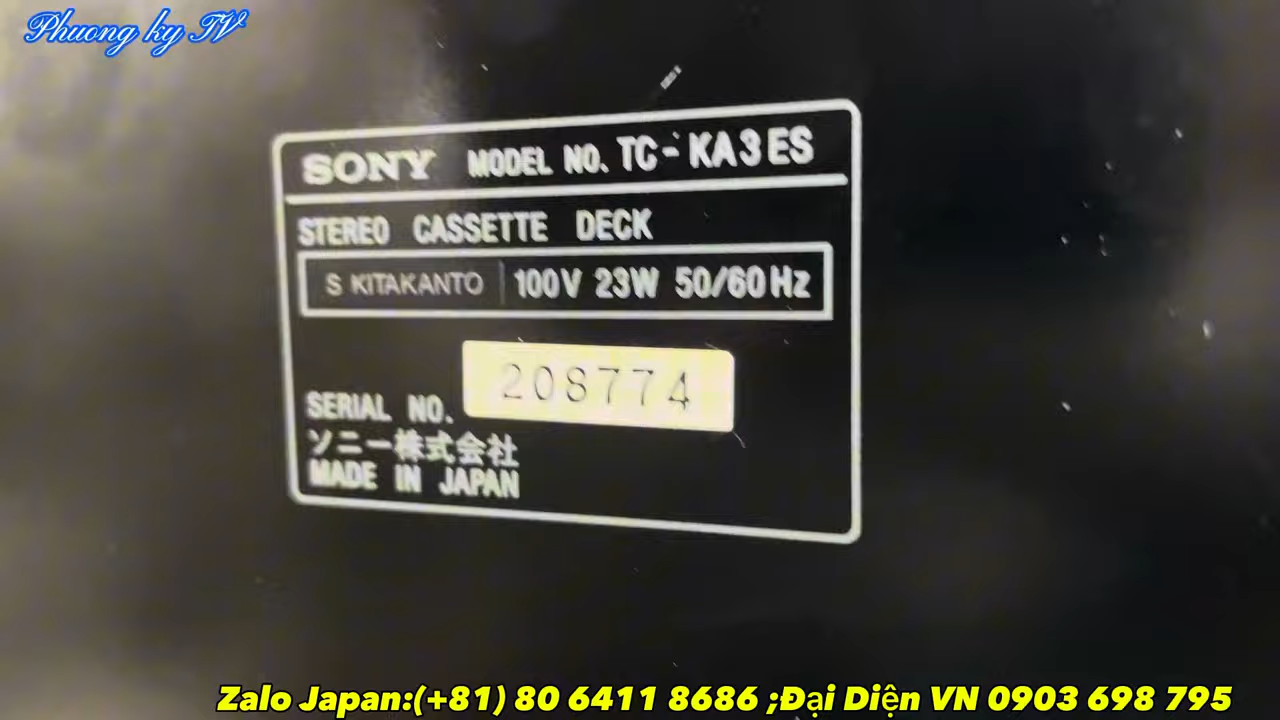 Phuong ky TV
SONY MODEL NO. TC-KA3ES
STEREO CASSETTE DECK
S KITAKANTO 100V 23W 50/60Hz
208774
SERIAL NO.
ソニー株式会社
MADE IN JAPAN
Zalo Japan:(+81) 80 6411 8686 ;Đại Diện VN 0903 698 795